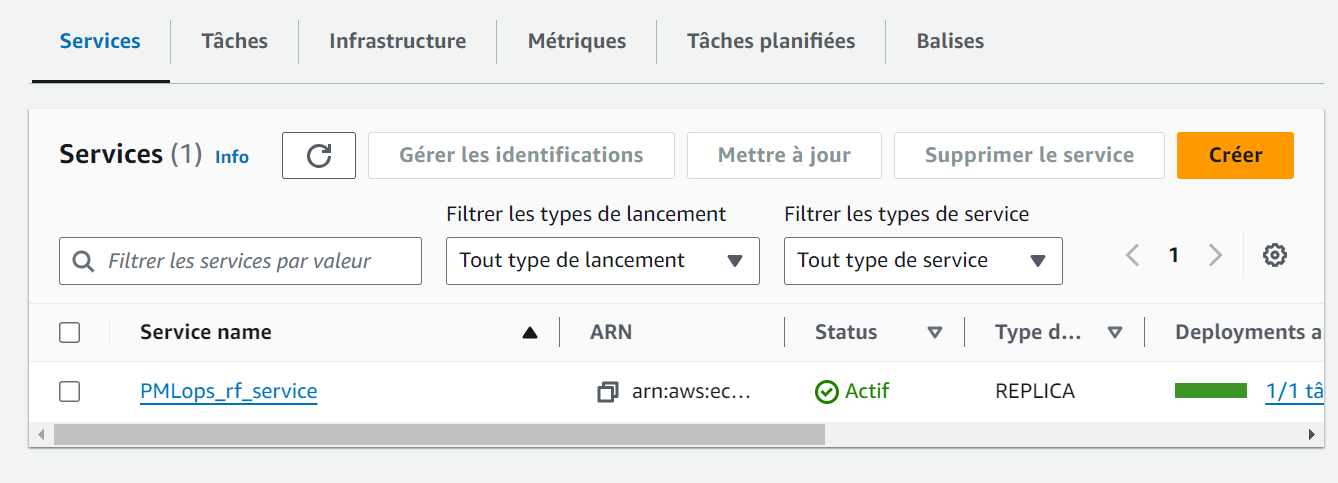 Services Tâches Infrastructure Métriques Tâches planifiées Balises
Services (1) Info Gérer les identifications Mettre à jour Supprimer le service Créer
Filtrer les types de lancement Filtrer les types de service
Filtrer les services par valeur Tout type de lancement Tout type de service 1
Service name ARN Status Type d... Deployments a
PMLops_rf_service arn:aws:ec... Actif REPLICA 1/1 tâ